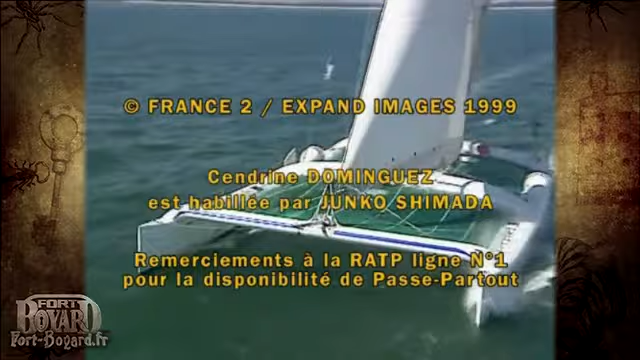 © FRANCE 2 / EXPAND IMAGES 1999
Cendrine DOMINGUEZ
est habillée par JUNKO SHIMADA
Remerciements à la RATP ligne N°1
pour la disponibilité de Passe-Partout
FORT
BOYARD
Fort-Boyard.fr